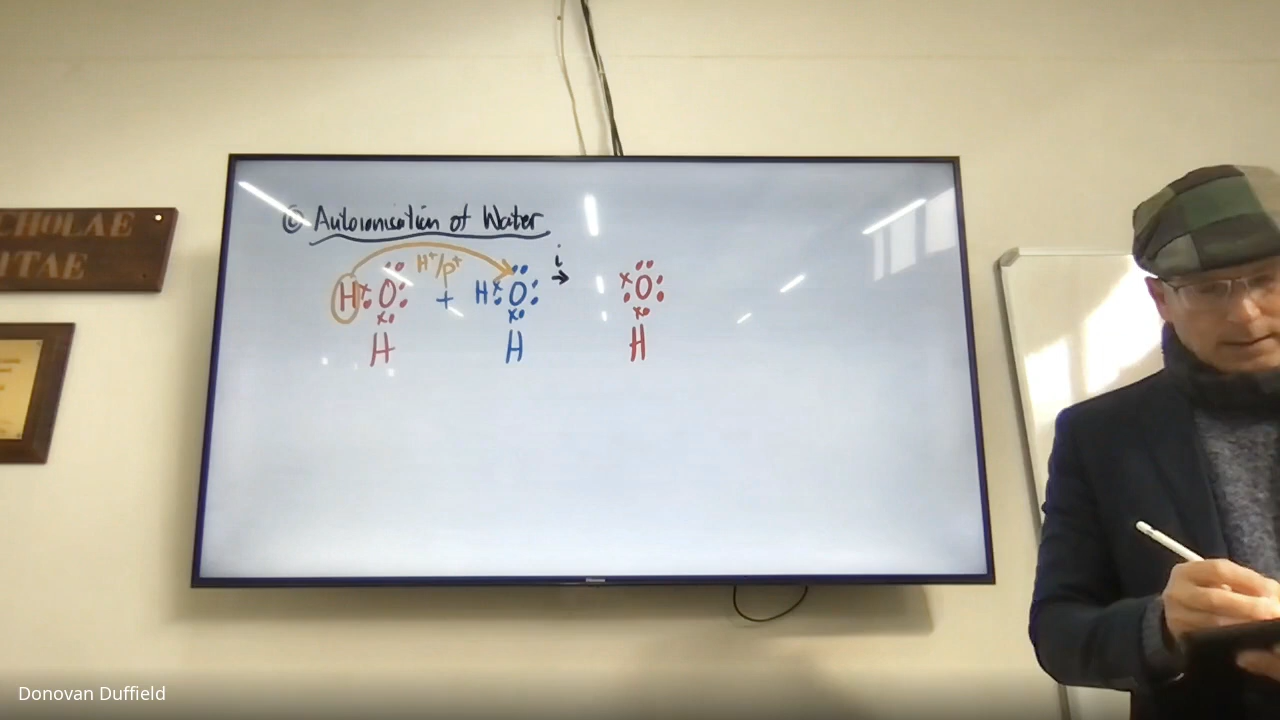 CHOLAE
ITAE
© Autoionisation of Water
H⁺/p⁺
i
H x O + H x O → x O
H H H
Donovan Duffield